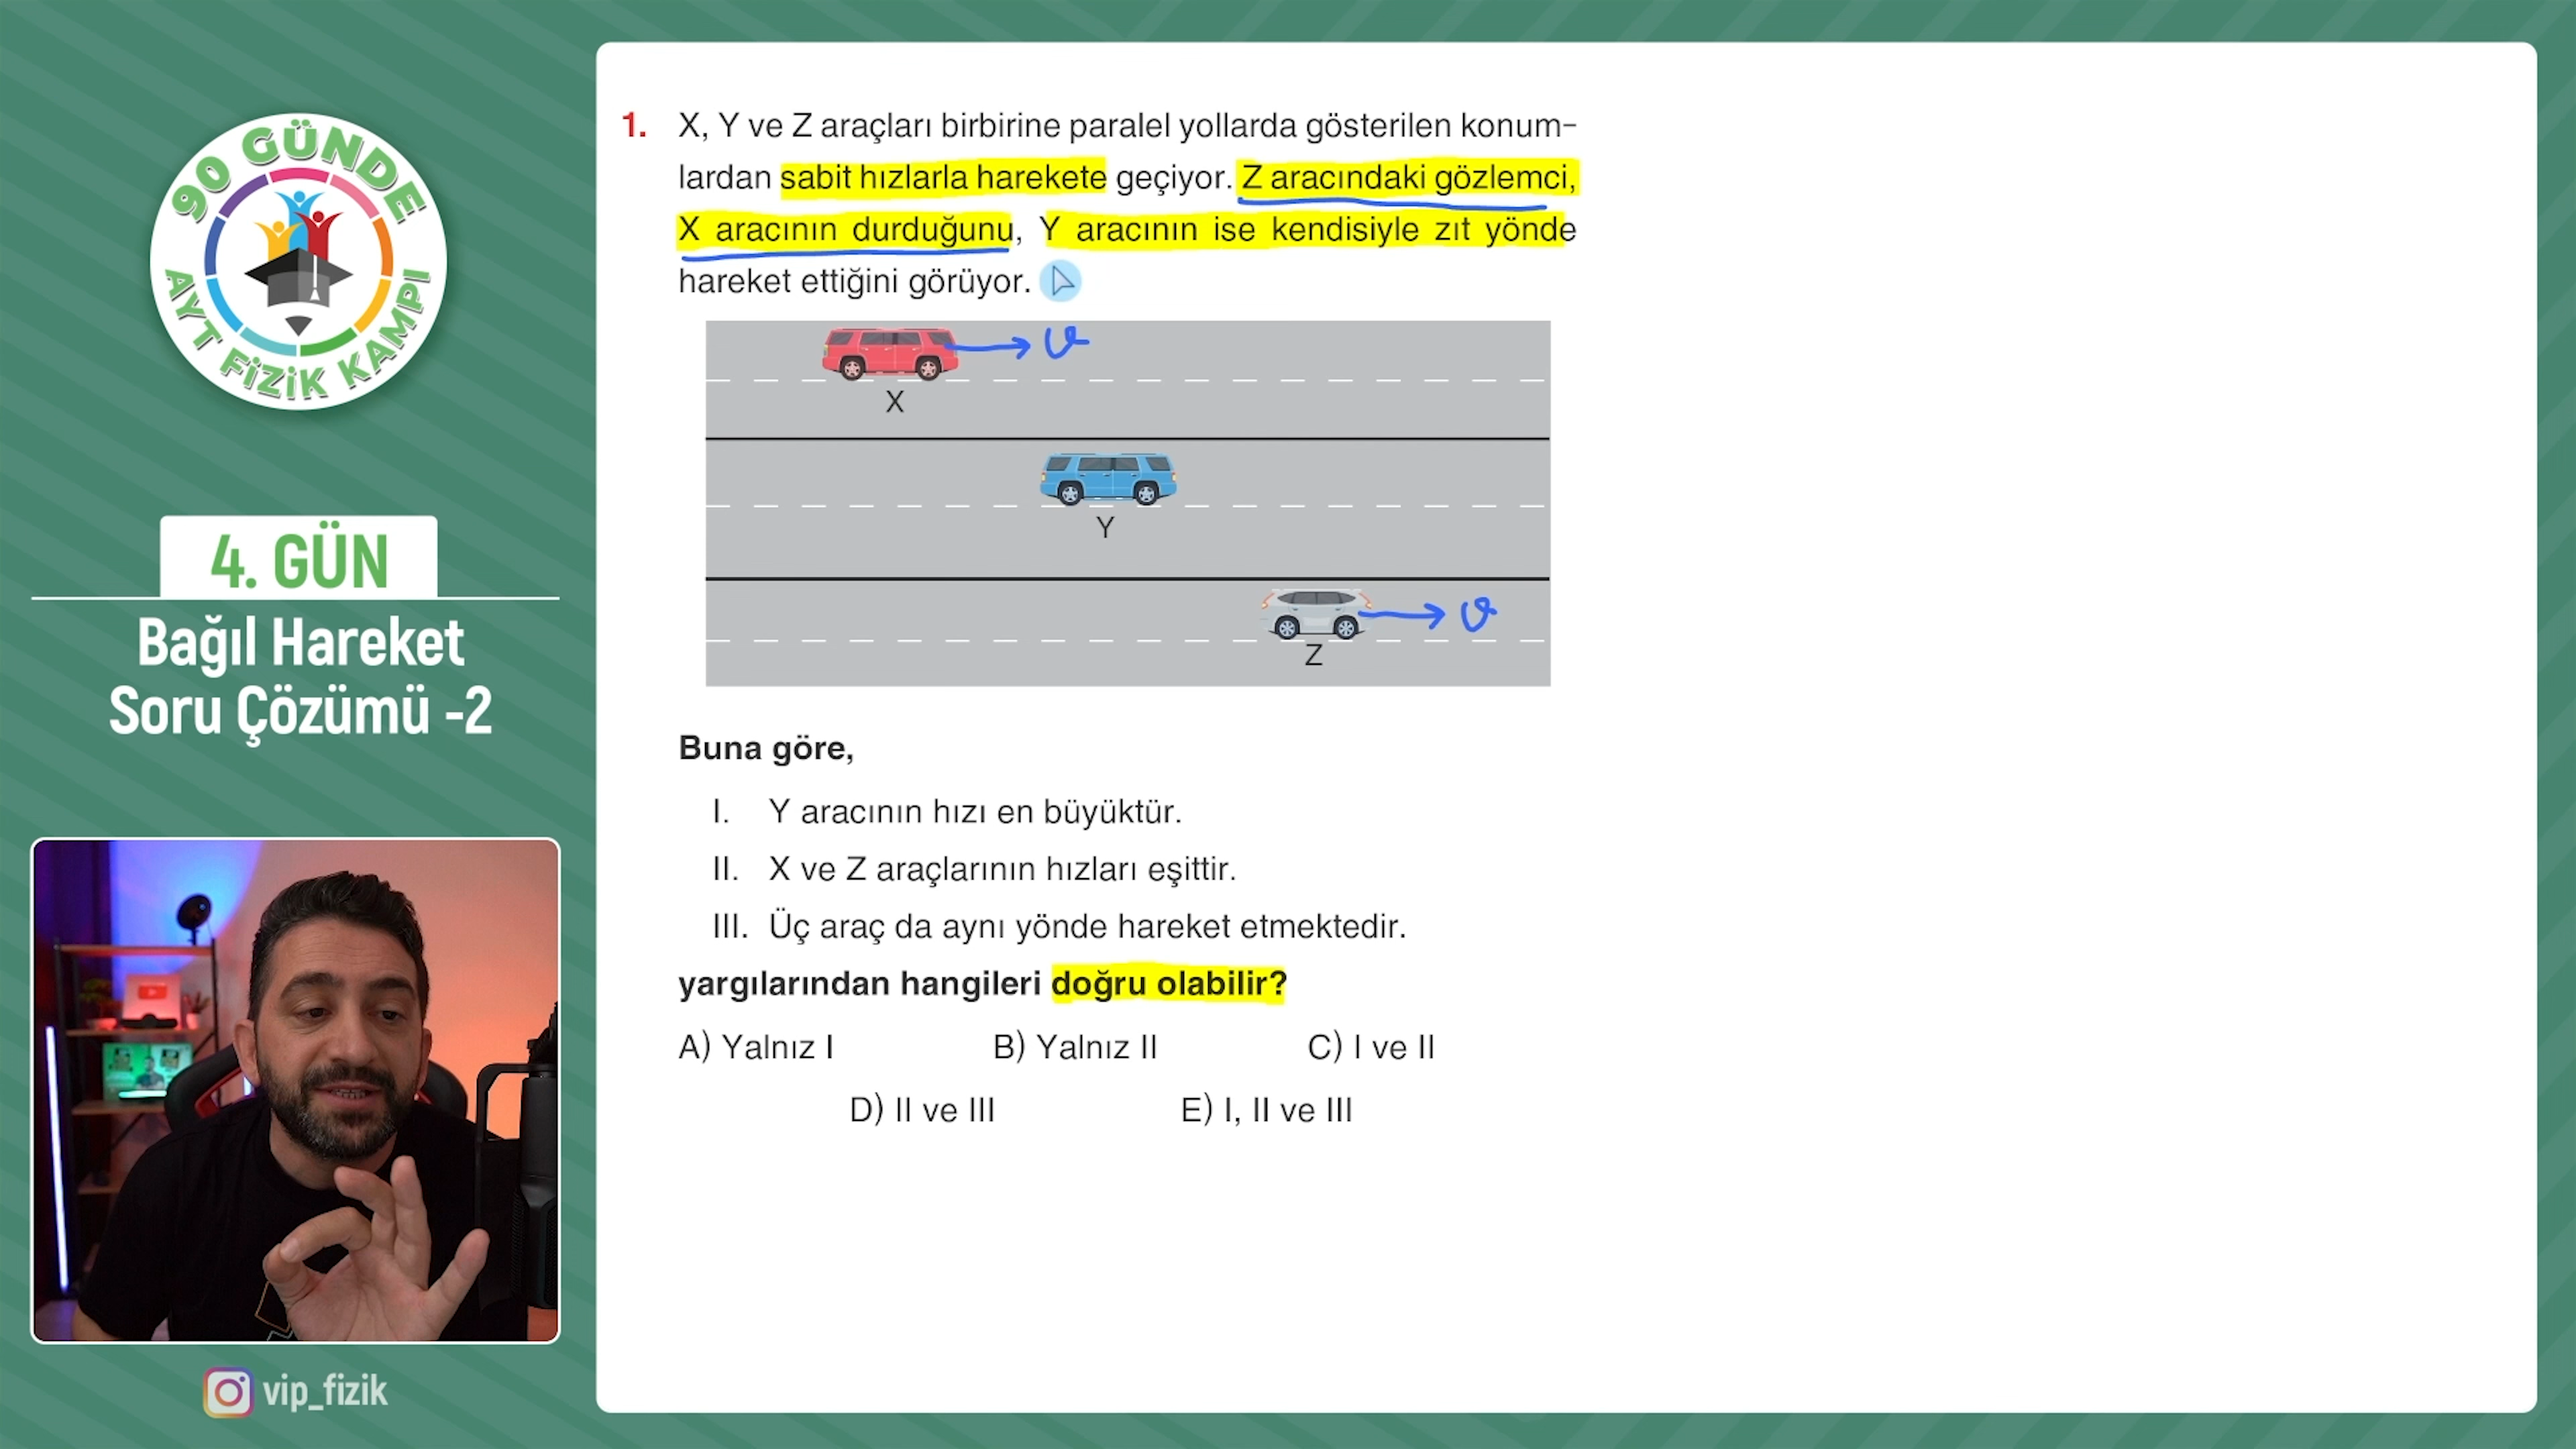 90 GÜNDE
AYT FİZİK KAMPI
4. GÜN
Bağıl Hareket
Soru Çözümü -2
vip_fizik
1. X, Y ve Z araçları birbirine paralel yollarda gösterilen konum-
lardan sabit hızlarla harekete geçiyor. Z aracındaki gözlemci,
X aracının durduğunu, Y aracının ise kendisiyle zıt yönde
hareket ettiğini görüyor.
v
X
Y
v
Z
Buna göre,
I. Y aracının hızı en büyüktür.
II. X ve Z araçlarının hızları eşittir.
III. Üç araç da aynı yönde hareket etmektedir.
yargılarından hangileri doğru olabilir?
A) Yalnız I B) Yalnız II C) I ve II
D) II ve III E) I, II ve III